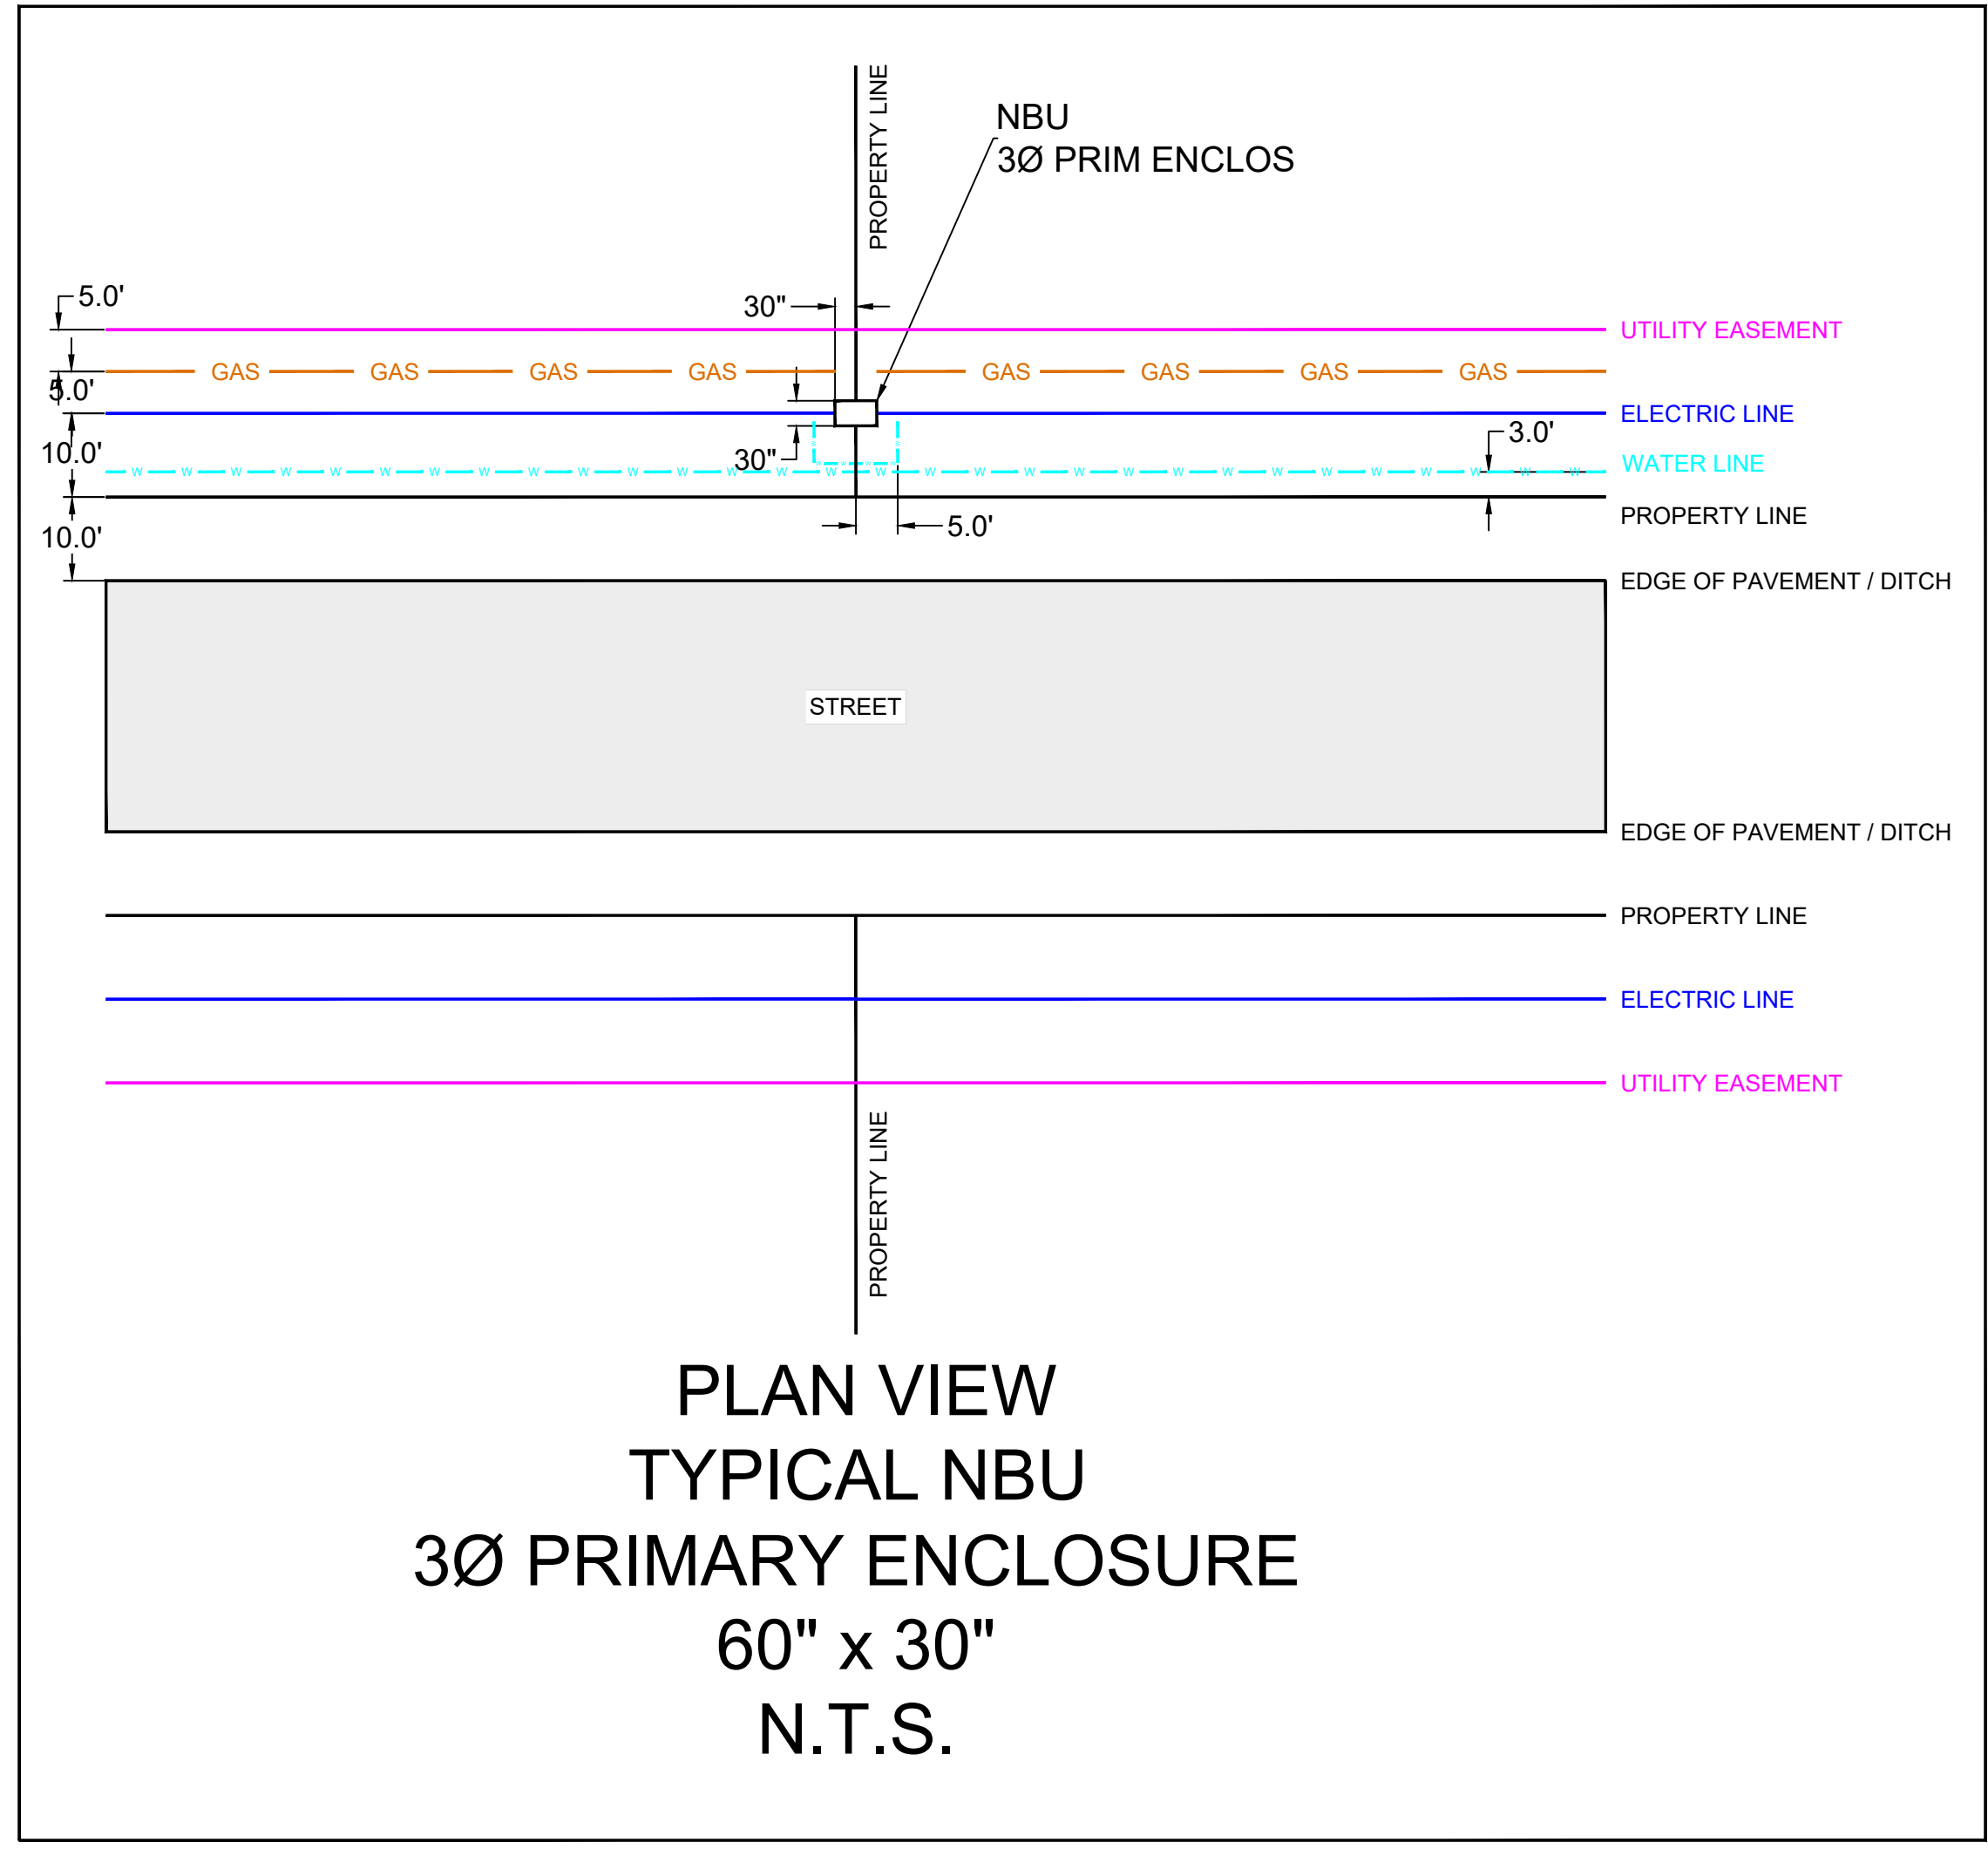 PROPERTY LINE
NBU
3Ø PRIM ENCLOS
5.0'
30"
UTILITY EASEMENT
GAS GAS GAS GAS GAS GAS GAS GAS
5.0'
ELECTRIC LINE
10.0'
30"
3.0'
W W W W W W W W W W W W W W W W W W W W W W W W W W W W W W
WATER LINE
PROPERTY LINE
5.0'
10.0'
EDGE OF PAVEMENT / DITCH
STREET
EDGE OF PAVEMENT / DITCH
PROPERTY LINE
ELECTRIC LINE
UTILITY EASEMENT
PROPERTY LINE
PLAN VIEW
TYPICAL NBU
3Ø PRIMARY ENCLOSURE
60" x 30"
N.T.S.